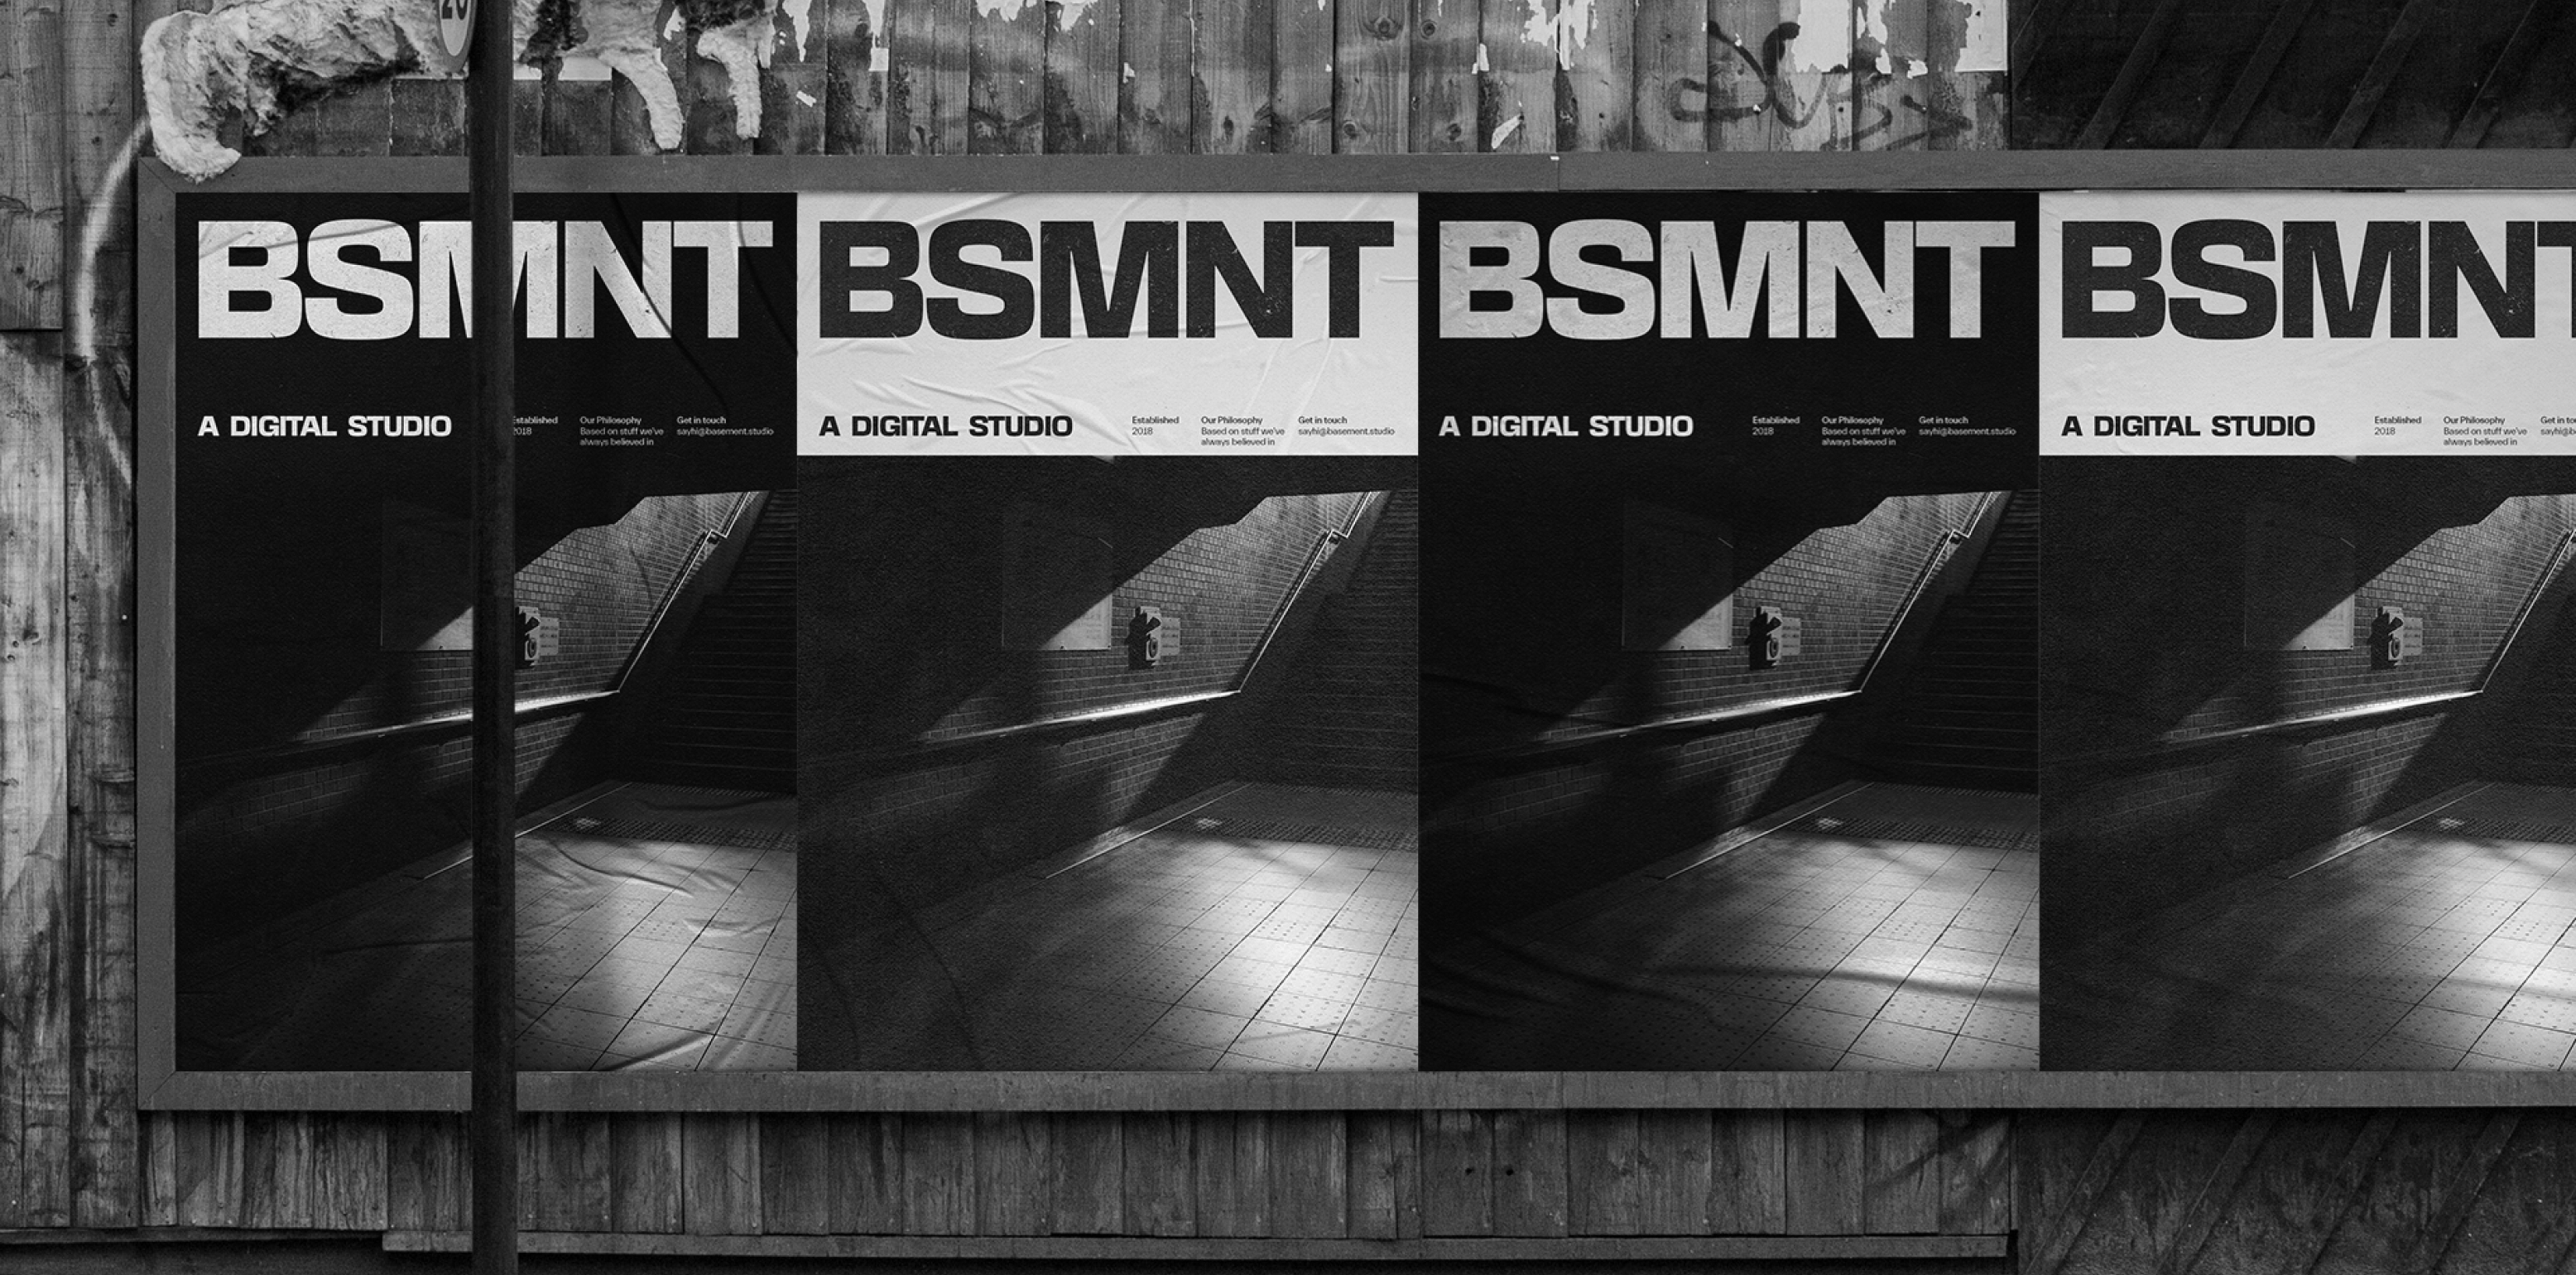 20
BSMNT
A DIGITAL STUDIO
Established
2018
Our Philosophy
Based on stuff we've
always believed in
Get in touch
sayhi@basement.studio
BSMNT
A DIGITAL STUDIO
Established
2018
Our Philosophy
Based on stuff we've
always believed in
Get in touch
sayhi@basement.studio
BSMNT
A DIGITAL STUDIO
Established
2018
Our Philosophy
Based on stuff we've
always believed in
Get in touch
sayhi@basement.studio
BSMNT
A DIGITAL STUDIO
Established
2018
Our Philosophy
Based on stuff we've
always believed in
Get in